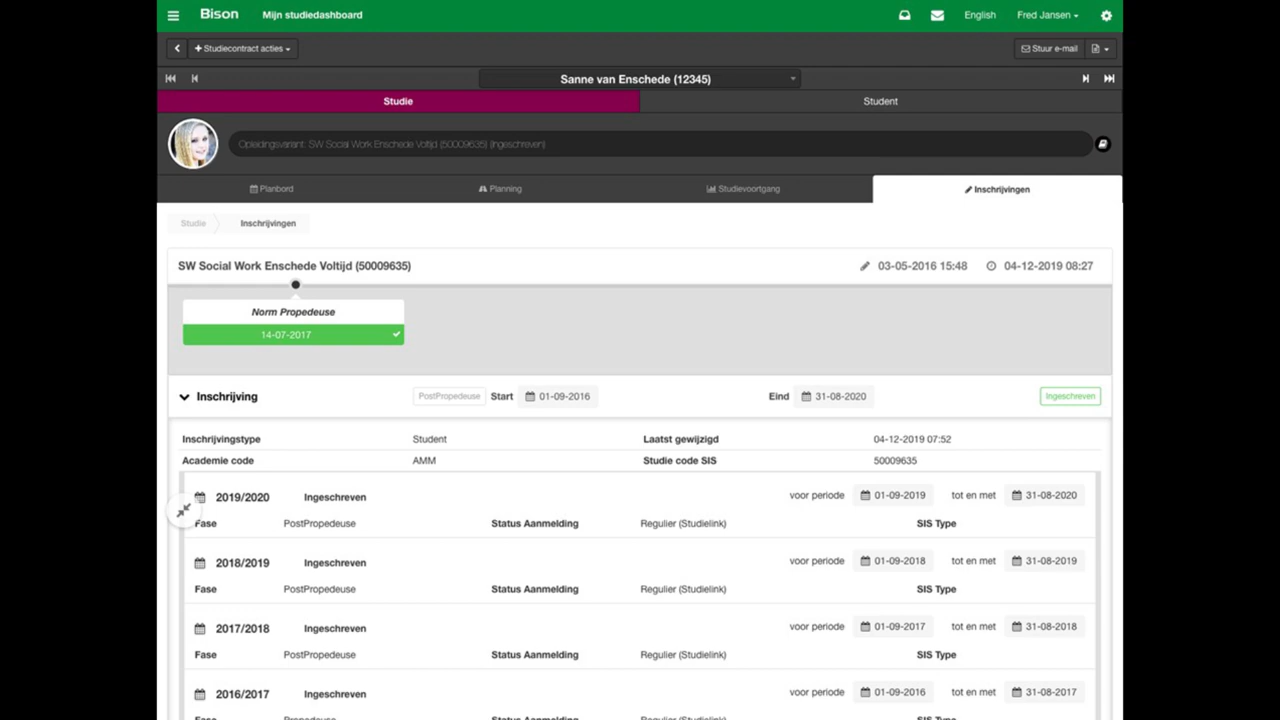 Bison Mijn studiedashboard English Fred Jansen
Studiecontract acties Stuur e-mail
Sanne van Enschede (12345)
Studie Student
Opleidingsvariant: SW Social Work Enschede Voltijd (50009635) (Ingeschreven)
Planbord Planning Studievoortgang Inschrijvingen
Studie Inschrijvingen
SW Social Work Enschede Voltijd (50009635) 03-05-2016 15:48 04-12-2019 08:27
Norm Propedeuse
14-07-2017
Inschrijving PostPropedeuse Start 01-09-2016 Eind 31-08-2020 Ingeschreven
Inschrijvingstype Student Laatst gewijzigd 04-12-2019 07:52
Academie code AMM Studie code SIS 50009635
2019/2020 Ingeschreven voor periode 01-09-2019 tot en met 31-08-2020
Fase PostPropedeuse Status Aanmelding Regulier (Studielink) SIS Type
2018/2019 Ingeschreven voor periode 01-09-2018 tot en met 31-08-2019
Fase PostPropedeuse Status Aanmelding Regulier (Studielink) SIS Type
2017/2018 Ingeschreven voor periode 01-09-2017 tot en met 31-08-2018
Fase PostPropedeuse Status Aanmelding Regulier (Studielink) SIS Type
2016/2017 Ingeschreven voor periode 01-09-2016 tot en met 31-08-2017
Fase Propedeuse Status Aanmelding Regulier (Studielink) SIS Type